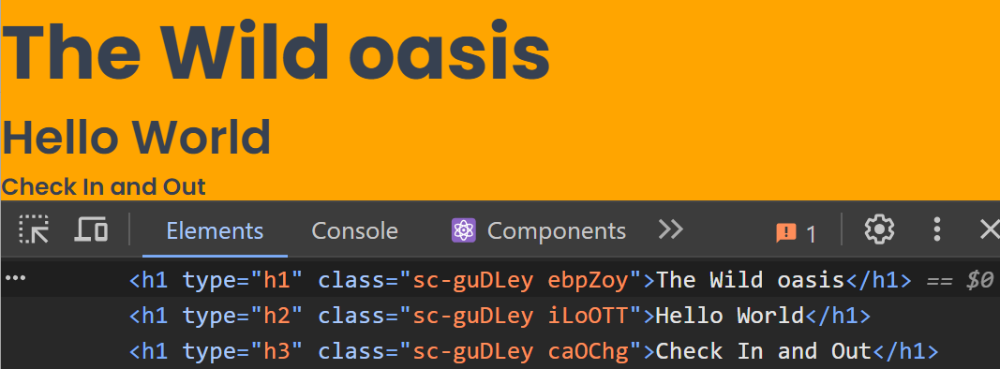 The Wild oasis
Hello World
Check In and Out
Elements Console Components 1
<h1 type="h1" class="sc-guDLey ebpZoy">The Wild oasis</h1> == $0
<h1 type="h2" class="sc-guDLey iLoOTT">Hello World</h1>
<h1 type="h3" class="sc-guDLey caOChg">Check In and Out</h1>